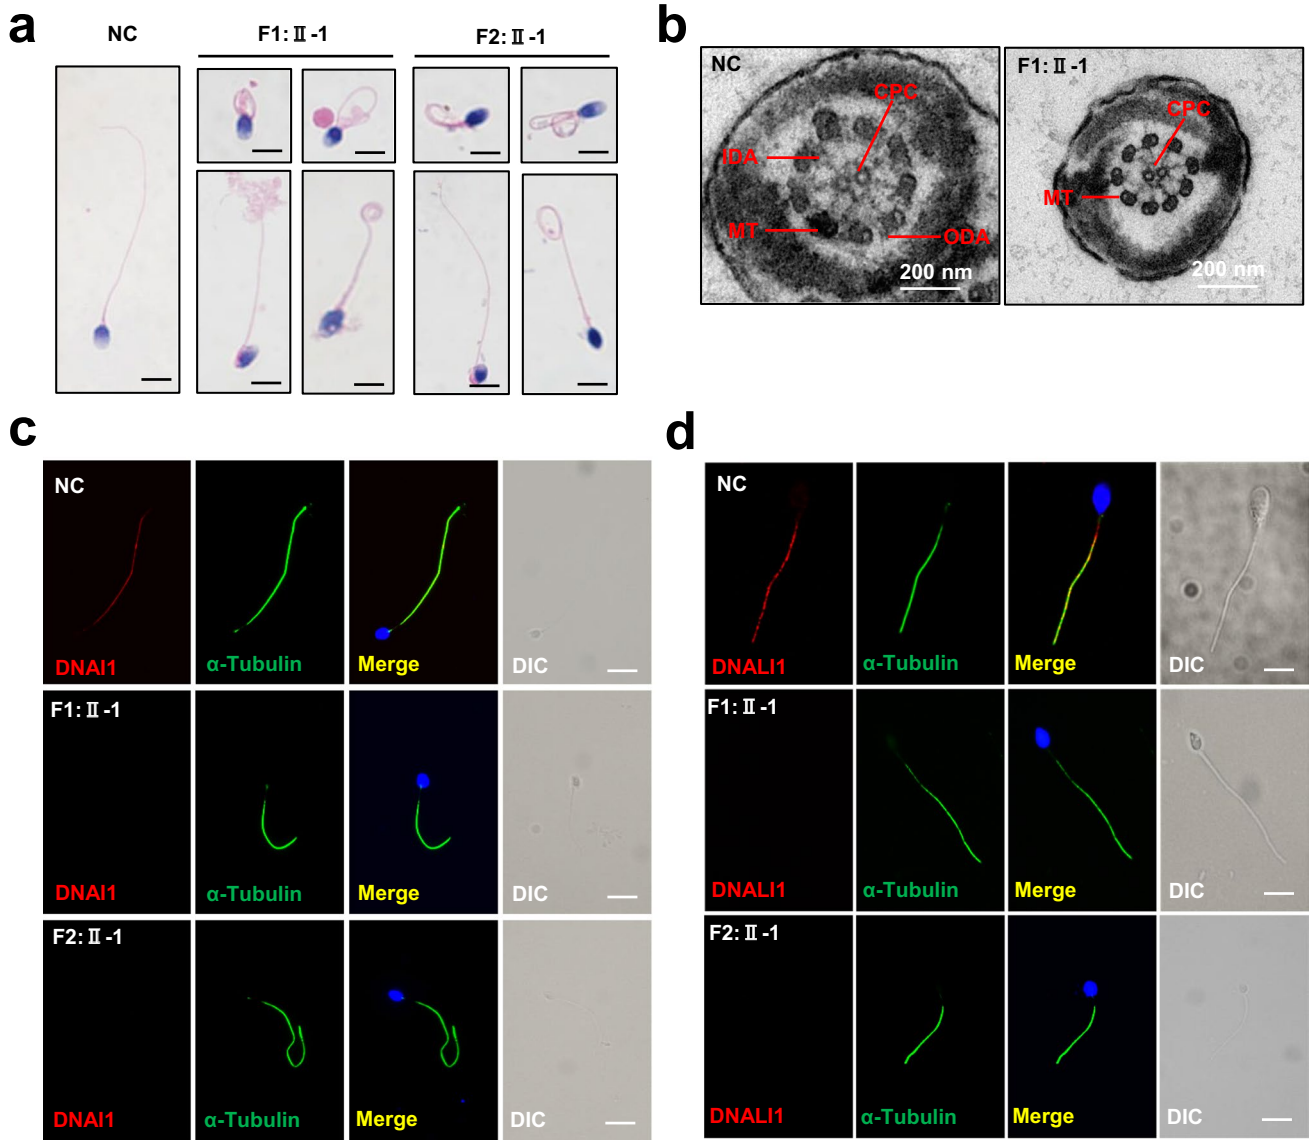 a
NC
F1:Ⅱ-1
F2:Ⅱ-1
b
NC
CPC
IDA
MT
ODA
200 nm
F1:Ⅱ-1
CPC
MT
200 nm
c
NC
DNAI1
α-Tubulin
Merge
DIC
F1:Ⅱ-1
DNAI1
α-Tubulin
Merge
DIC
F2:Ⅱ-1
DNAI1
α-Tubulin
Merge
DIC
d
NC
DNALI1
α-Tubulin
Merge
DIC
F1:Ⅱ-1
DNALI1
α-Tubulin
Merge
DIC
F2:Ⅱ-1
DNALI1
α-Tubulin
Merge
DIC